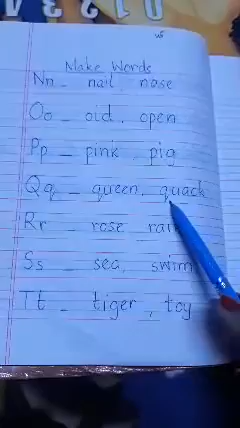 Make Words
Nn — nail, nose
Oo — oid, open
Pp — pink, pig
Qq — queen, quack
Rr — rose
Ss — sea, swim
Tt — tiger, toy